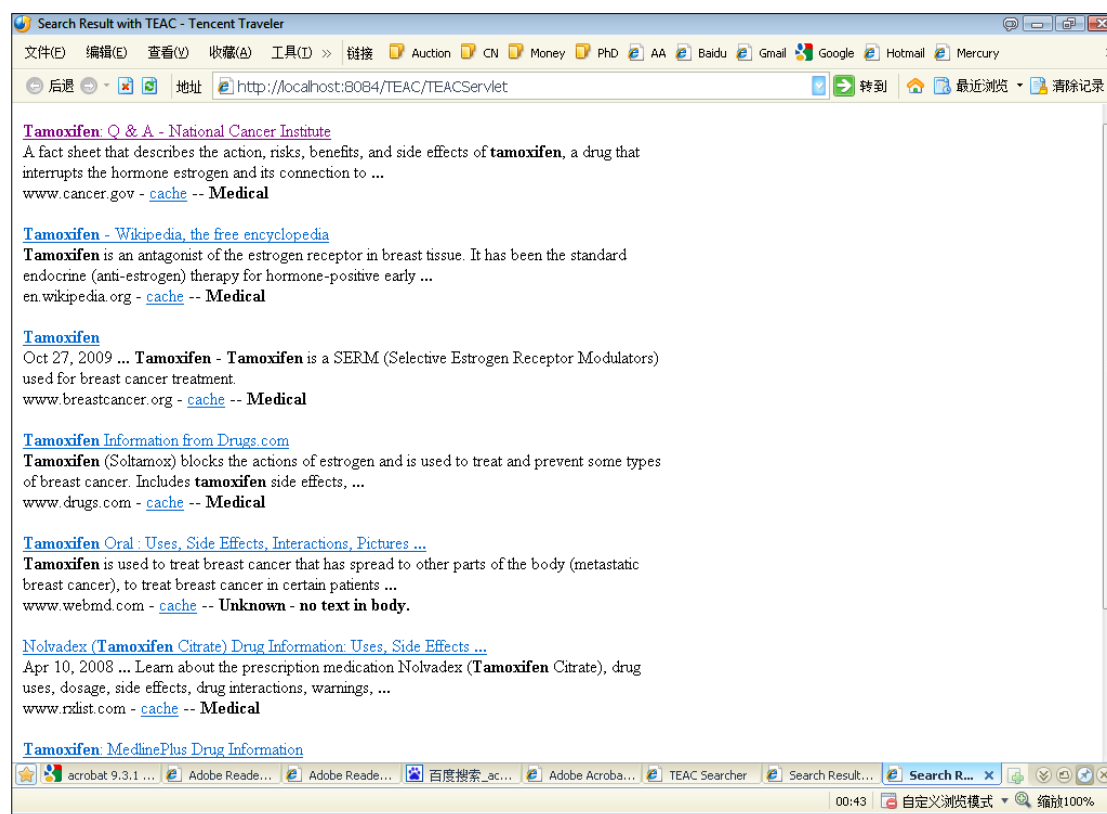 Search Result with TEAC - Tencent Traveler
文件(F) 编辑(E) 查看(V) 收藏(A) 工具(T) » 链接 Auction CN Money PhD AA Baidu Gmail Google Hotmail Mercury
后退 地址 http://localhost:8084/TEAC/TEACServlet 转到 最近浏览 清除记录
Tamoxifen: Q & A - National Cancer Institute
A fact sheet that describes the action, risks, benefits, and side effects of tamoxifen, a drug that
interrupts the hormone estrogen and its connection to ...
www.cancer.gov - cache -- Medical
Tamoxifen - Wikipedia, the free encyclopedia
Tamoxifen is an antagonist of the estrogen receptor in breast tissue. It has been the standard
endocrine (anti-estrogen) therapy for hormone-positive early ...
en.wikipedia.org - cache -- Medical
Tamoxifen
Oct 27, 2009 ... Tamoxifen - Tamoxifen is a SERM (Selective Estrogen Receptor Modulators)
used for breast cancer treatment.
www.breastcancer.org - cache -- Medical
Tamoxifen Information from Drugs.com
Tamoxifen (Soltamox) blocks the actions of estrogen and is used to treat and prevent some types
of breast cancer. Includes tamoxifen side effects, ...
www.drugs.com - cache -- Medical
Tamoxifen Oral : Uses, Side Effects, Interactions, Pictures ...
Tamoxifen is used to treat breast cancer that has spread to other parts of the body (metastatic
breast cancer), to treat breast cancer in certain patients ...
www.webmd.com - cache -- Unknown - no text in body.
Nolvadex (Tamoxifen Citrate) Drug Information: Uses, Side Effects ...
Apr 10, 2008 ... Learn about the prescription medication Nolvadex (Tamoxifen Citrate), drug
uses, dosage, side effects, drug interactions, warnings, ...
www.rxlist.com - cache -- Medical
Tamoxifen: MedlinePlus Drug Information
acrobat 9.3.1 ... Adobe Reade... Adobe Reade... 百度搜索_ac... Adobe Acroba... TEAC Searcher Search Result... Search R...
00:43 自定义浏览模式 缩放100%